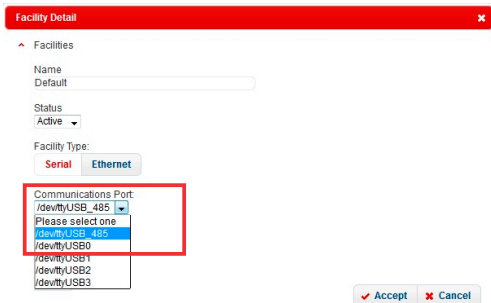 Facility Detail
Facilities
Name
Default
Status
Active
Facility Type:
Serial Ethernet
Communications Port:
/dev/ttyUSB_485
Please select one
/dev/ttyUSB_485
/dev/ttyUSB0
/dev/ttyUSB1
/dev/ttyUSB2
/dev/ttyUSB3
Accept Cancel